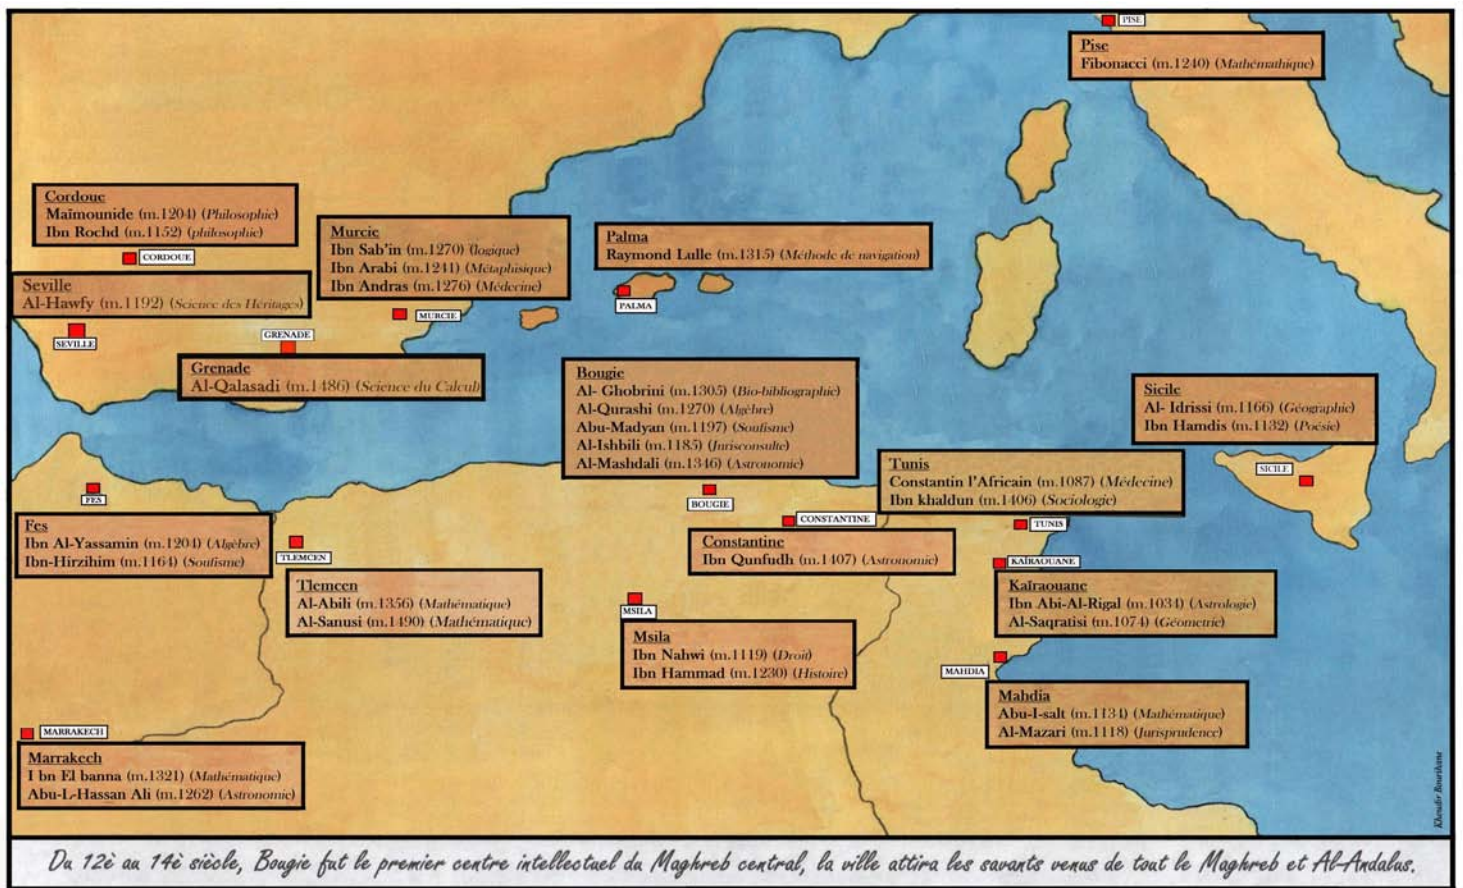 PISE
Pise
Fibonacci (m.1240) (Mathémathique)
Cordoue
Maïmounide (m.1204) (Philosophie)
Ibn Rochd (m.1152) (philosophie)
CORDOUE
Murcie
Ibn Sab'in (m.1270) (logique)
Ibn Arabi (m.1241) (Métaphisique)
Ibn Andras (m.1276) (Médecine)
MURCIE
Palma
Raymond Lulle (m.1315) (Méthode de navigation)
PALMA
Seville
Al-Hawfy (m.1192) (Science des Héritages)
SEVILLE
GRENADE
Grenade
Al-Qalasadi (m.1486) (Science du Calcul)
Bougie
Al- Ghobrini (m.1305) (Bio-bibliographie)
Al-Qurashi (m.1270) (Algèbre)
Abu-Madyan (m.1197) (Soufisme)
Al-Ishbili (m.1185) (Jurisconsulte)
Al-Mashdali (m.1346) (Astronomie)
BOUGIE
Sicile
Al- Idrissi (m.1166) (Géographie)
Ibn Hamdis (m.1132) (Poésie)
SICILE
Tunis
Constantin l'Africain (m.1087) (Médecine)
Ibn khaldun (m.1406) (Sociologie)
TUNIS
FES
Fes
Ibn Al-Yassamin (m.1204) (Algèbre)
Ibn-Hirzihim (m.1164) (Soufisme)
TLEMCEN
Tlemcen
Al-Abili (m.1356) (Mathématique)
Al-Sanusi (m.1490) (Mathématique)
CONSTANTINE
Constantine
Ibn Qunfudh (m.1407) (Astronomie)
KAÏRAOUANE
Kaïraouane
Ibn Abi-Al-Rigal (m.1034) (Astrologie)
Al-Saqratisi (m.1074) (Géometrie)
MSILA
Msila
Ibn Nahwi (m.1119) (Droit)
Ibn Hammad (m.1230) (Histoire)
MAHDIA
Mahdia
Abu-I-salt (m.1134) (Mathématique)
Al-Mazari (m.1118) (Jurisprudence)
MARRAKECH
Marrakech
I bn El banna (m.1321) (Mathématique)
Abu-L-Hassan Ali (m.1262) (Astronomie)
Du 12è au 14è siècle, Bougie fut le premier centre intellectuel du Maghreb central, la ville attira les savants venus de tout le Maghreb et Al-Andalus.